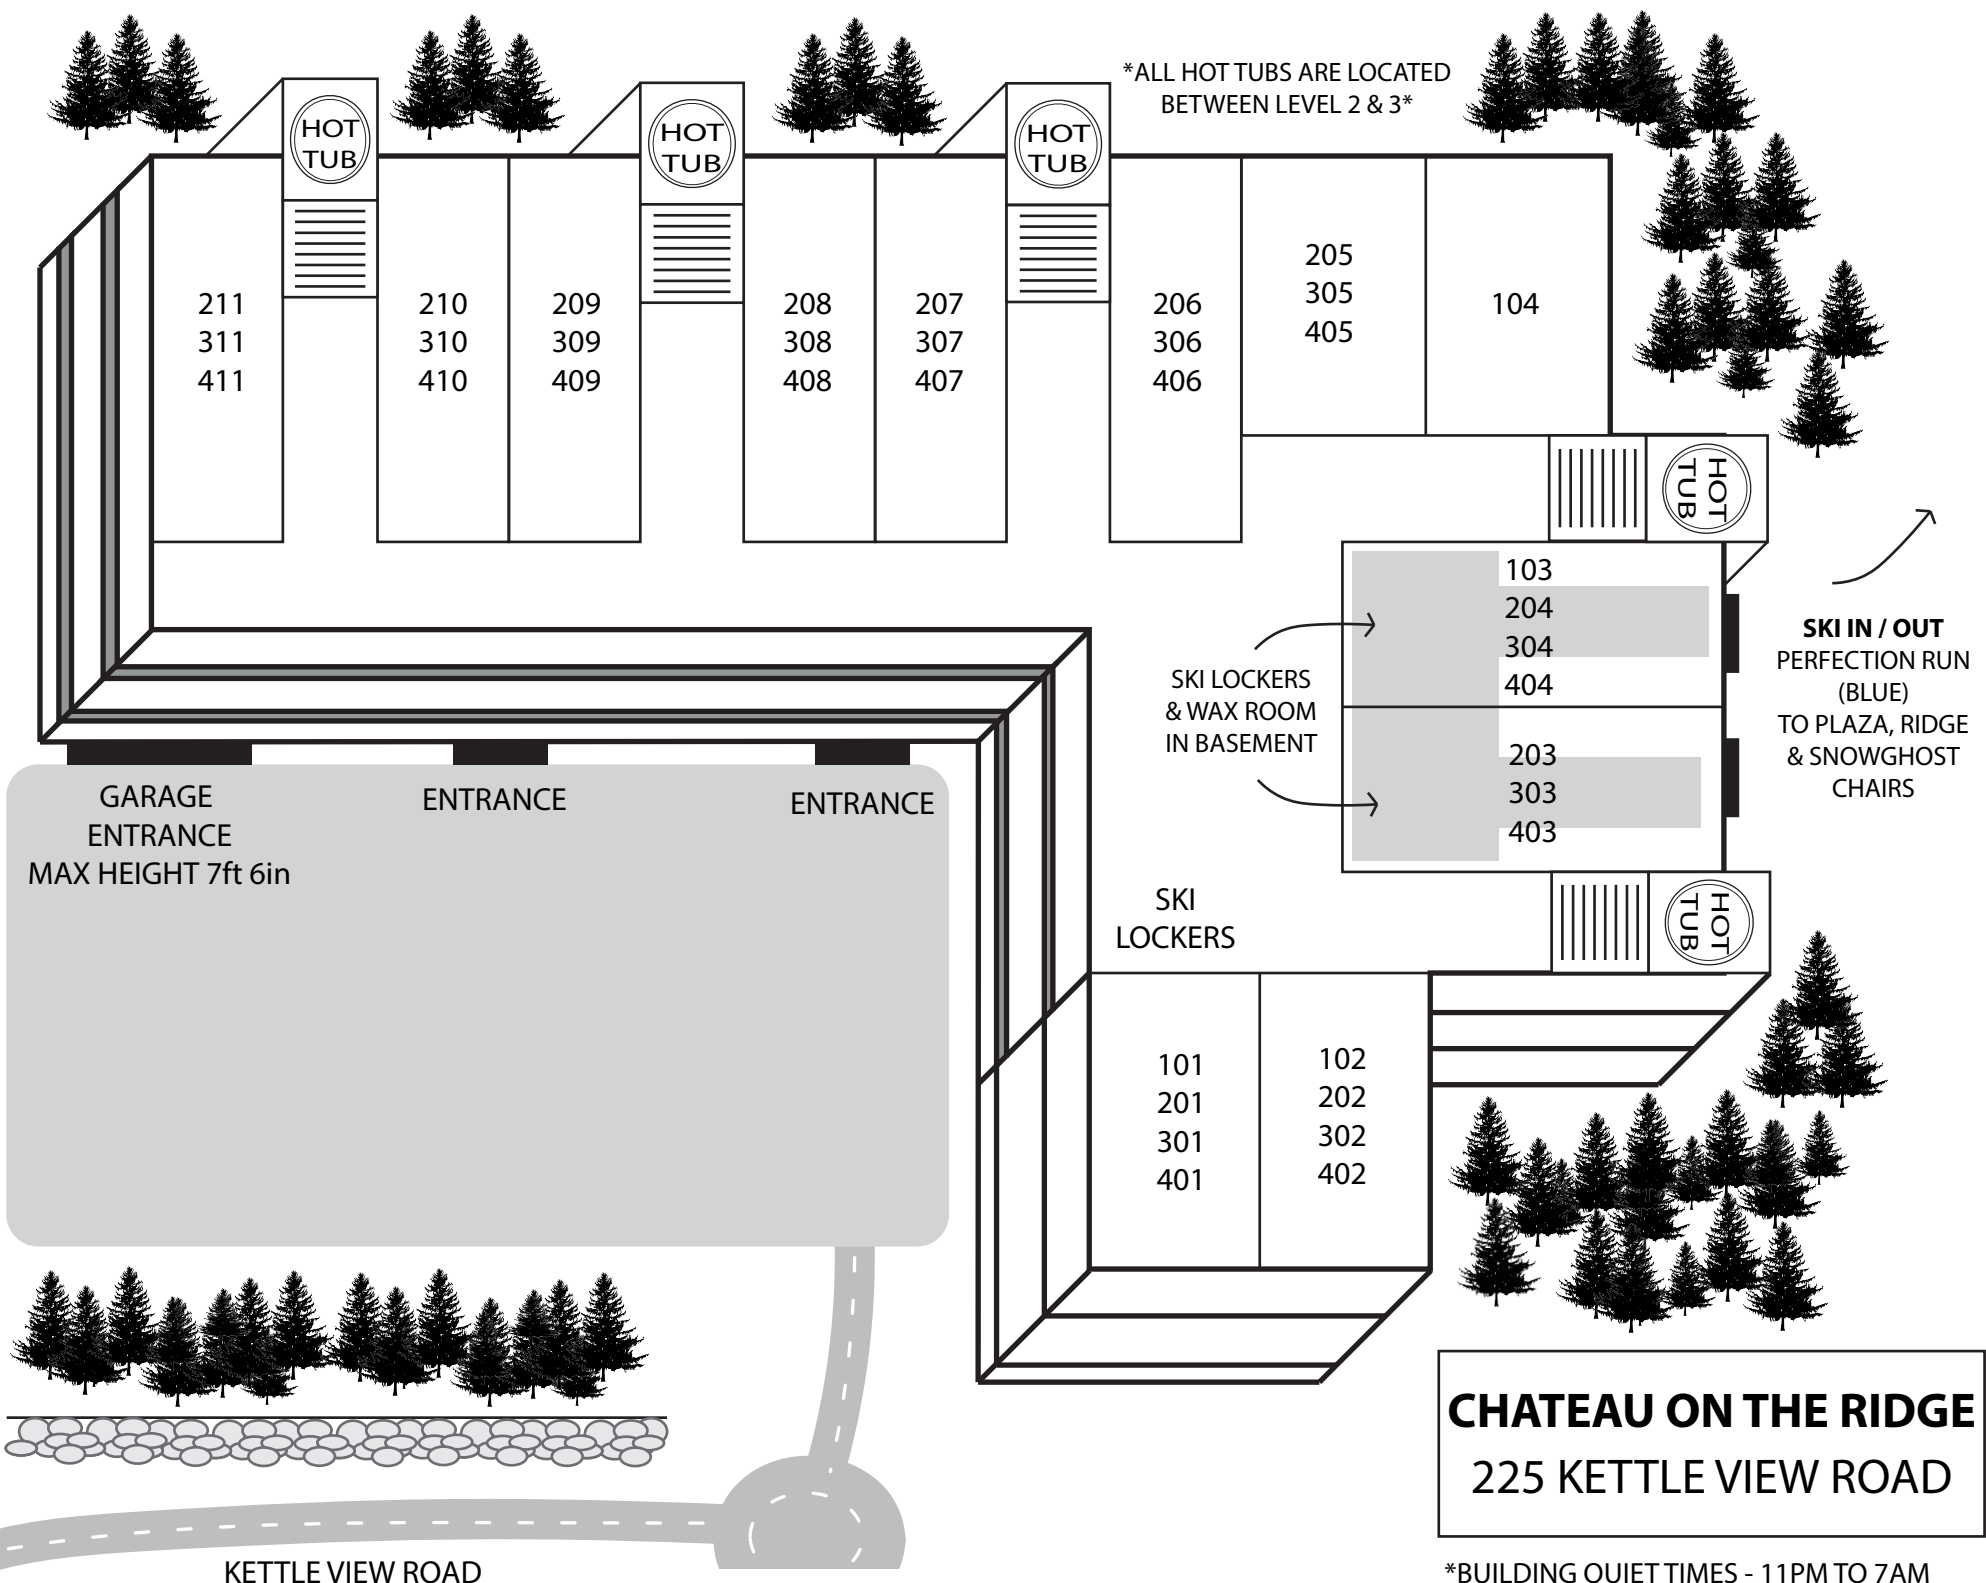 *ALL HOT TUBS ARE LOCATED
BETWEEN LEVEL 2 & 3*
HOT
TUB
HOT
TUB
HOT
TUB
211
311
411
210
310
410
209
309
409
208
308
408
207
307
407
206
306
406
205
305
405
104
HOT
TUB
103
204
304
404
203
303
403
SKI LOCKERS
& WAX ROOM
IN BASEMENT
SKI IN / OUT
PERFECTION RUN
(BLUE)
TO PLAZA, RIDGE
& SNOWGHOST
CHAIRS
GARAGE
ENTRANCE
MAX HEIGHT 7ft 6in
ENTRANCE
ENTRANCE
SKI
LOCKERS
HOT
TUB
101
201
301
401
102
202
302
402
CHATEAU ON THE RIDGE
225 KETTLE VIEW ROAD
KETTLE VIEW ROAD
*BUILDING QUIET TIMES - 11PM TO 7AM